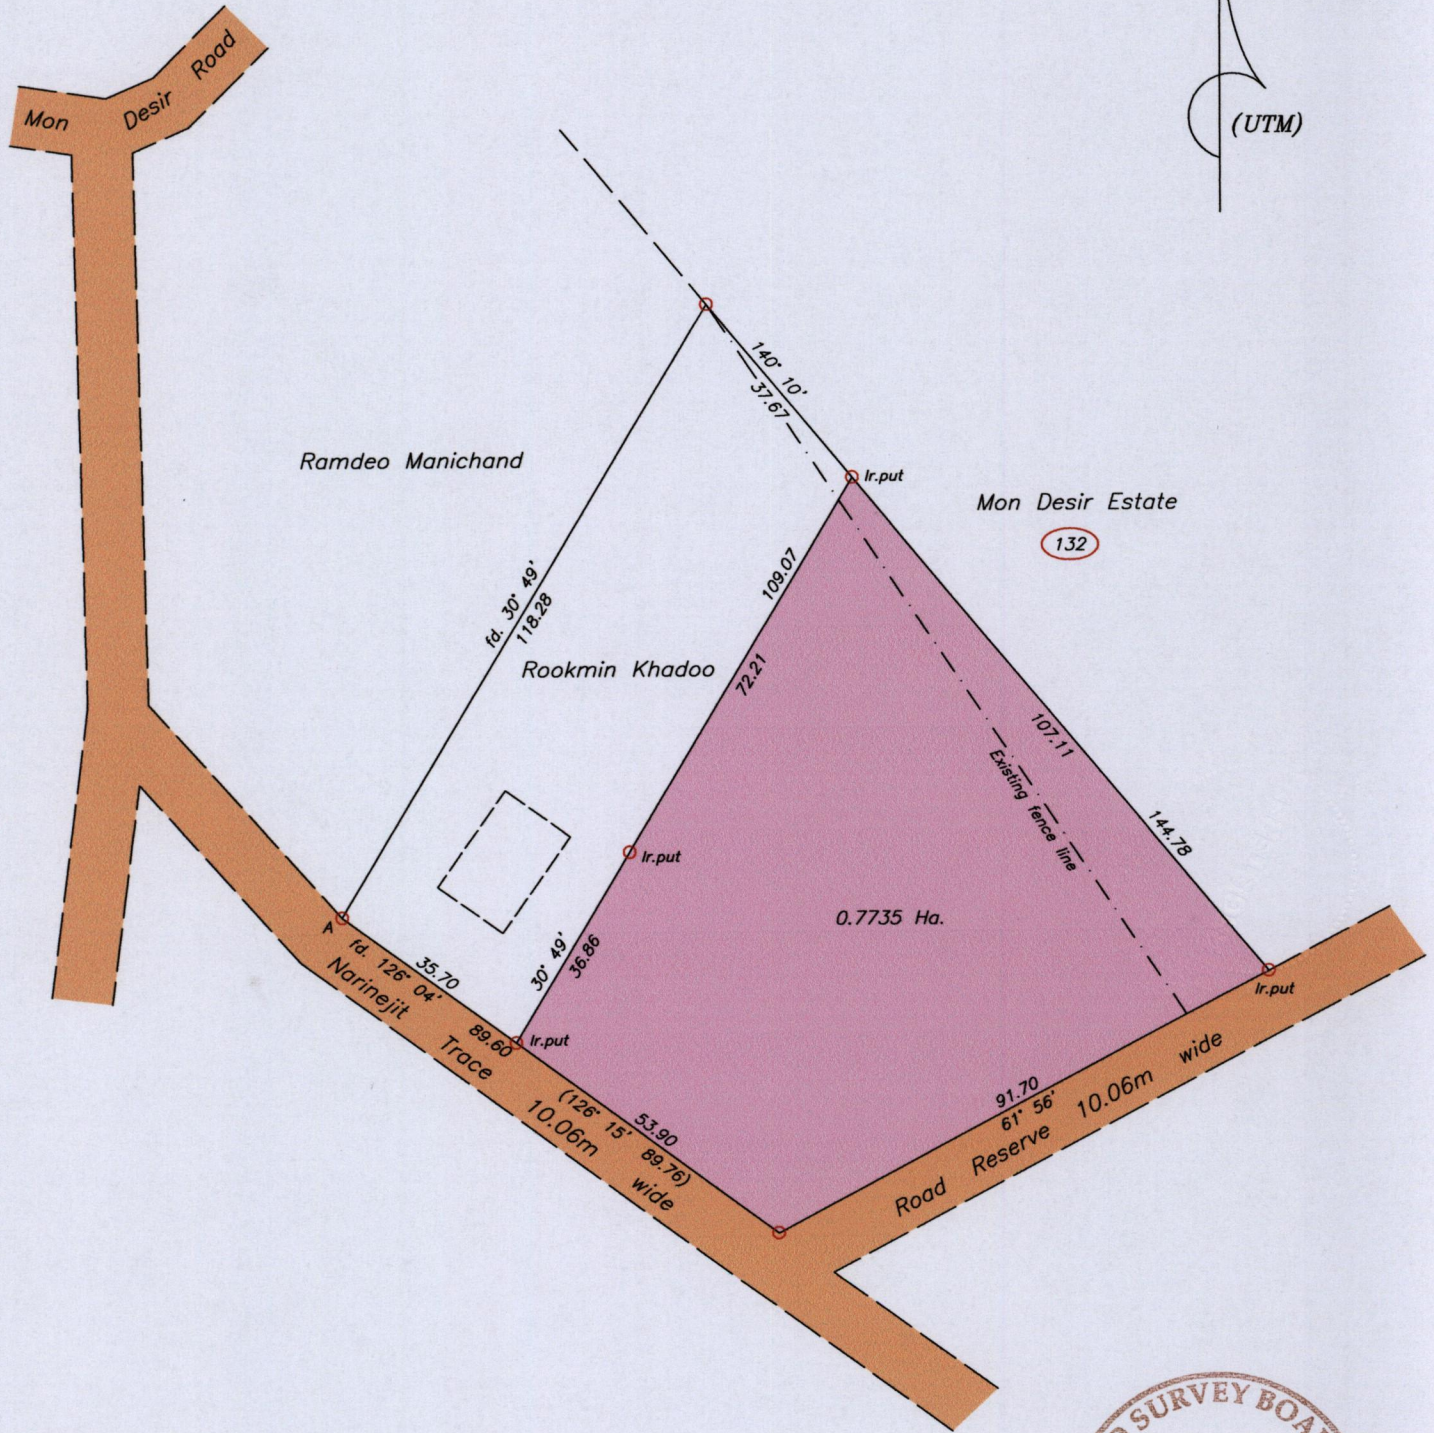 Mon Desir Road
(UTM)
140° 10'
37.67
Ir.put
Ramdeo Manichand
Mon Desir Estate
132
fd. 30° 49'
118.28
109.07
72.21
Rookmin Khadoo
107.11
Existing fence line
144.78
Ir.put
0.7735 Ha.
A
fd. 126° 04'
35.70
30° 49'
36.86
Ir.put
Narinejit Trace 10.06m wide
89.60
Ir.put
(126° 15' 89.76)
53.90
91.70
61° 56'
Road Reserve 10.06m wide
SURVEY